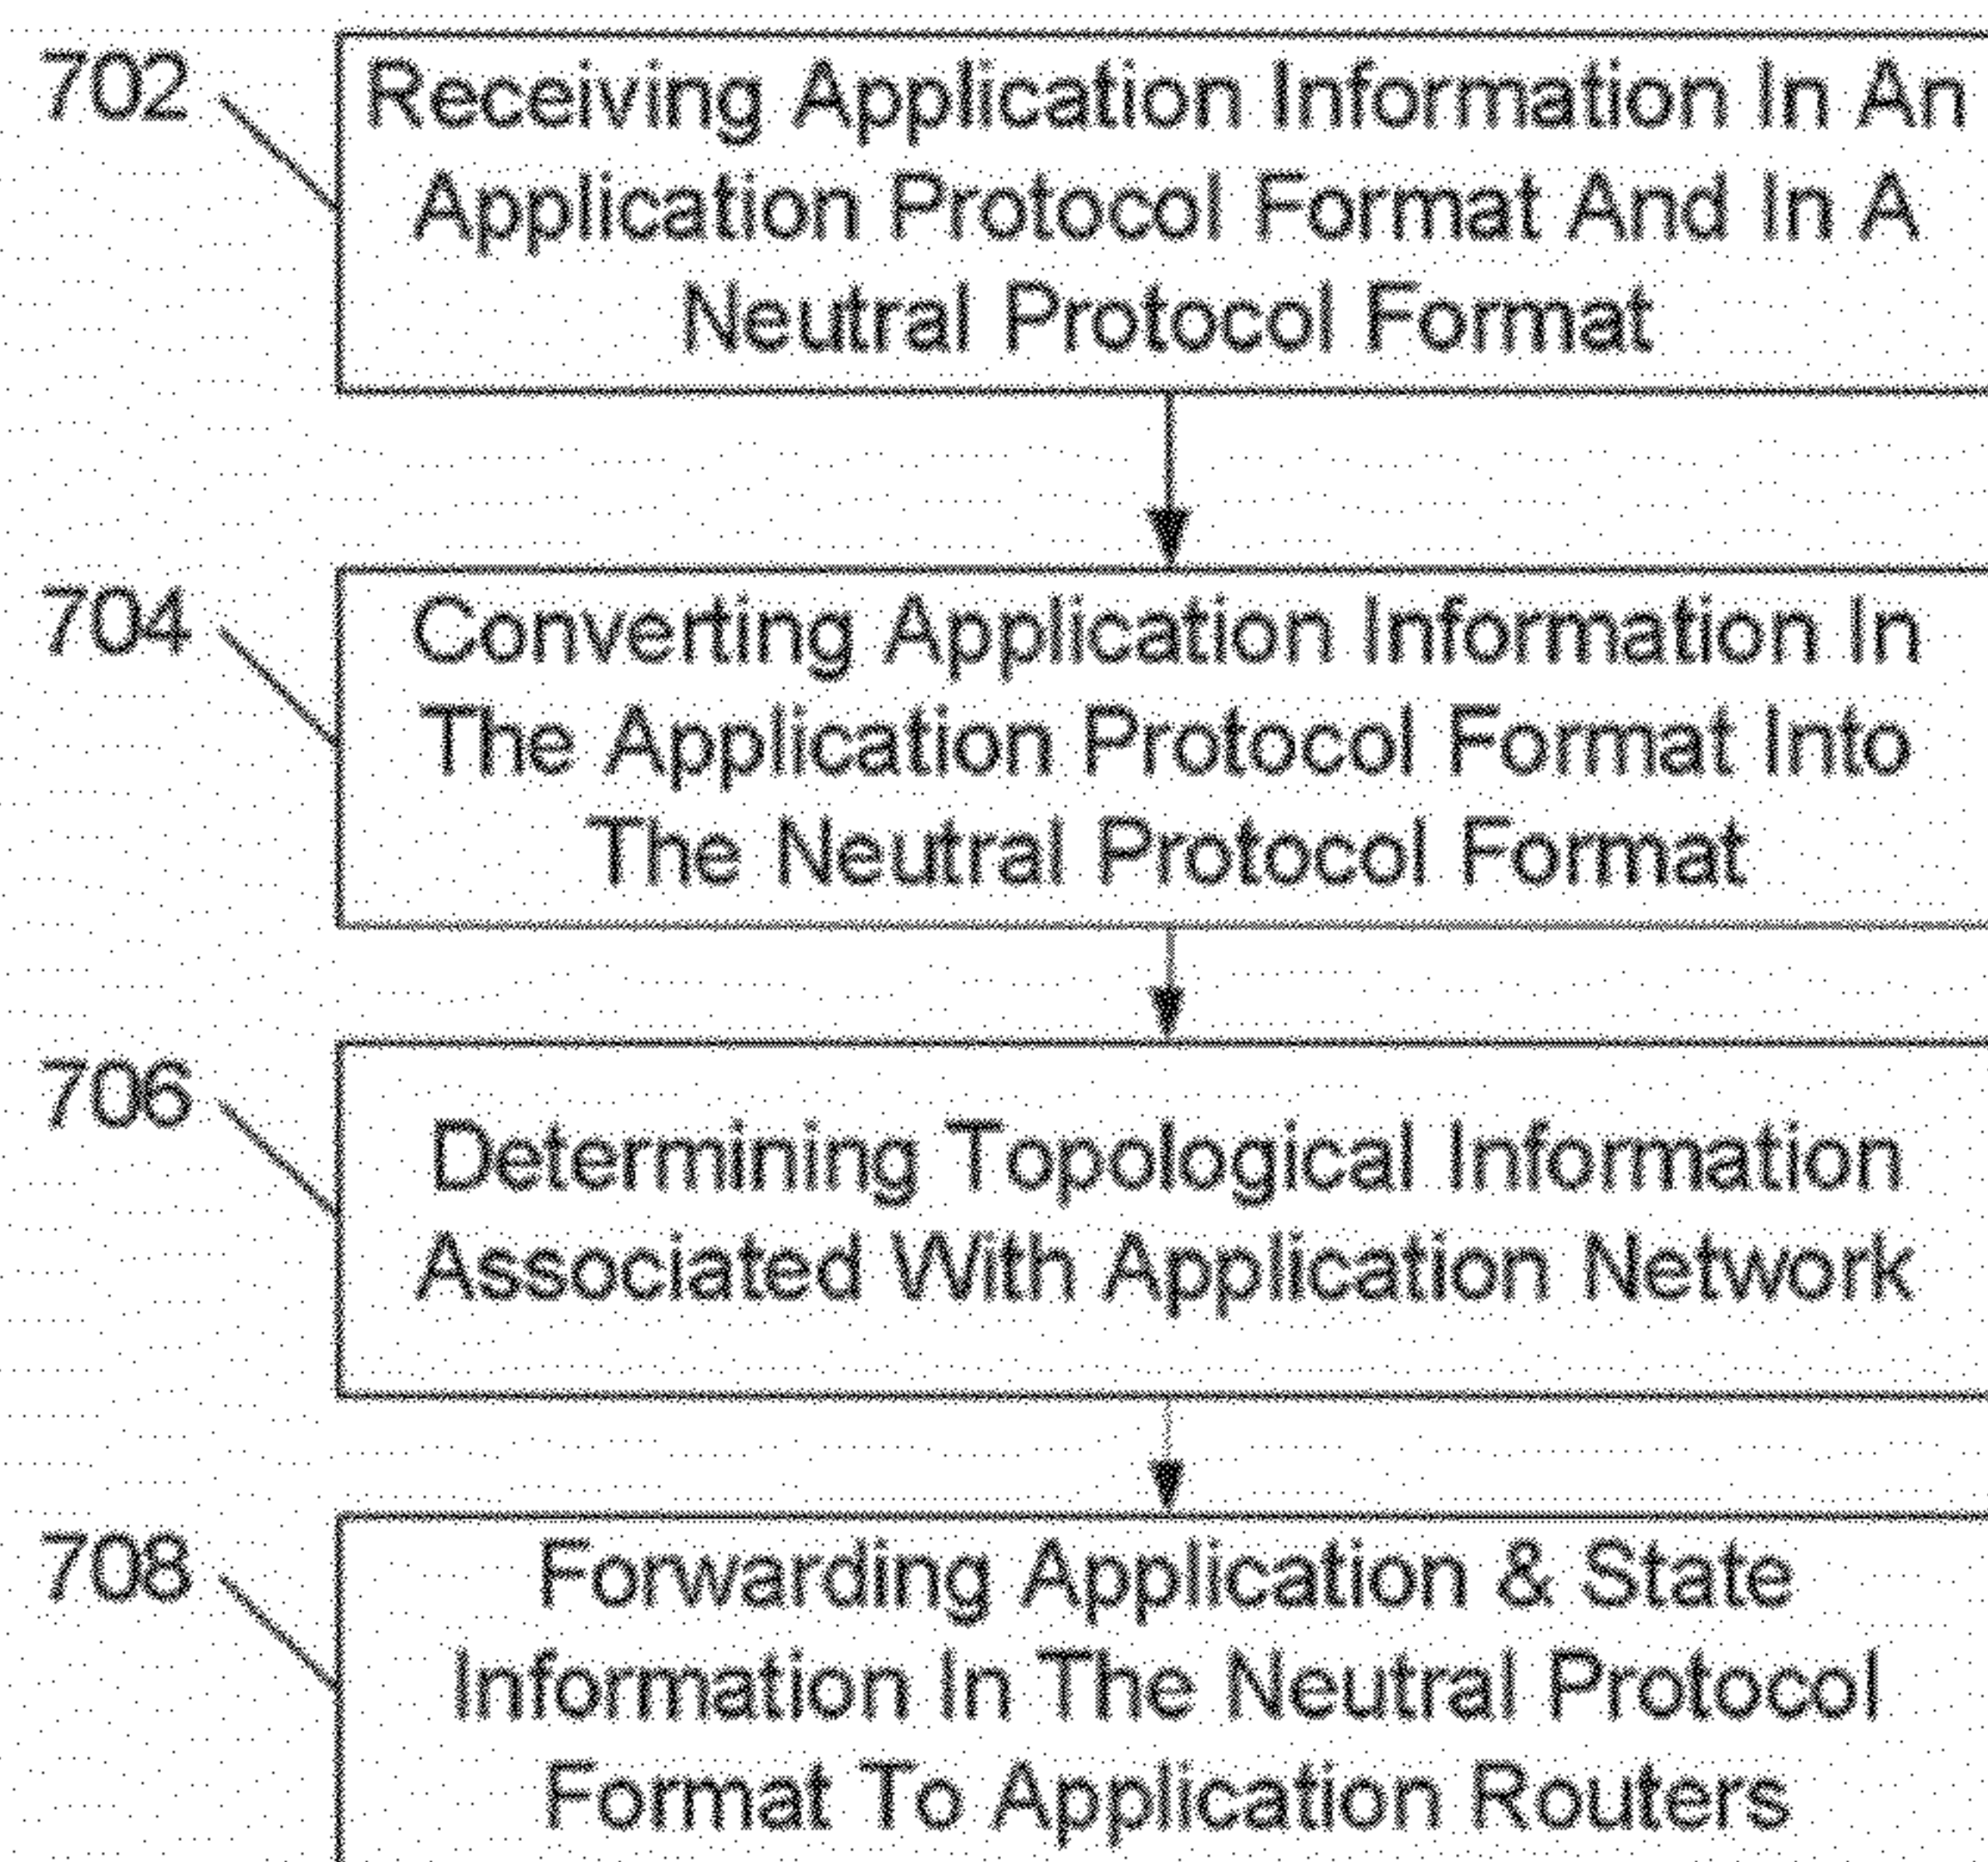 702
Receiving Application Information In An
Application Protocol Format And In A
Neutral Protocol Format
704
Converting Application Information In
The Application Protocol Format Into
The Neutral Protocol Format
706
Determining Topological Information
Associated With Application Network
708
Forwarding Application & State
Information In The Neutral Protocol
Format To Application Routers